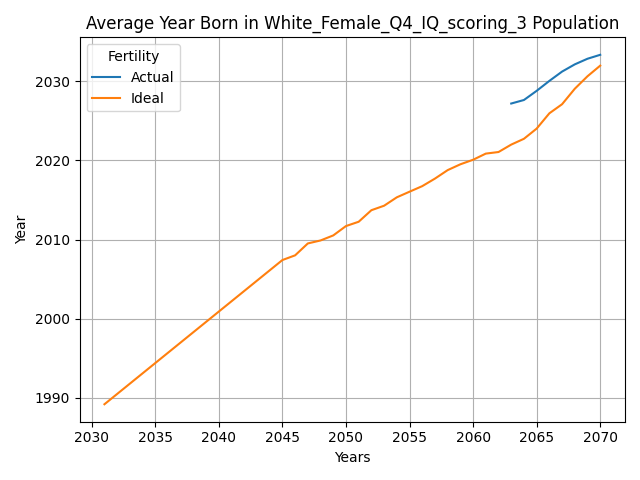 Average Year Born in White_Female_Q4_IQ_scoring_3 Population
Fertility
Actual
Ideal
Year
2030
2020
2010
2000
1990
2030 2035 2040 2045 2050 2055 2060 2065 2070
Years